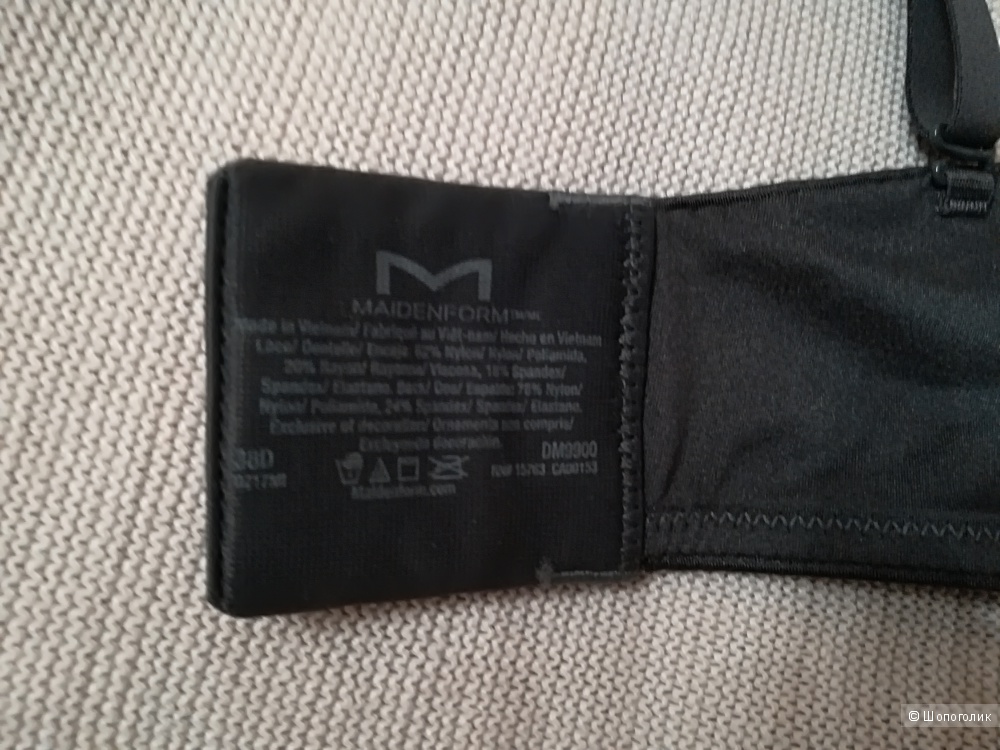 M
MAIDENFORM
Made in Vietnam/ Fabriqué au Viêt-nam/ Hecho en Vietnam
Lace/ Dentelle/ Encaje: 62% Nylon/ Nylon/ Poliamida,
20% Rayon/ Rayonne/ Viscosa, 18% Spandex/
Spandex/ Elastano. Back/ Dos/ Espalda: 76% Nylon/
Nylon/ Poliamida, 24% Spandex/ Spandex/ Elastano.
Exclusive of decoration/ Ornements non compris/
Excluyendo decoración.
38D
DM9900
RN# 15763 CA00153
Maidenform.com
© Шопоголик